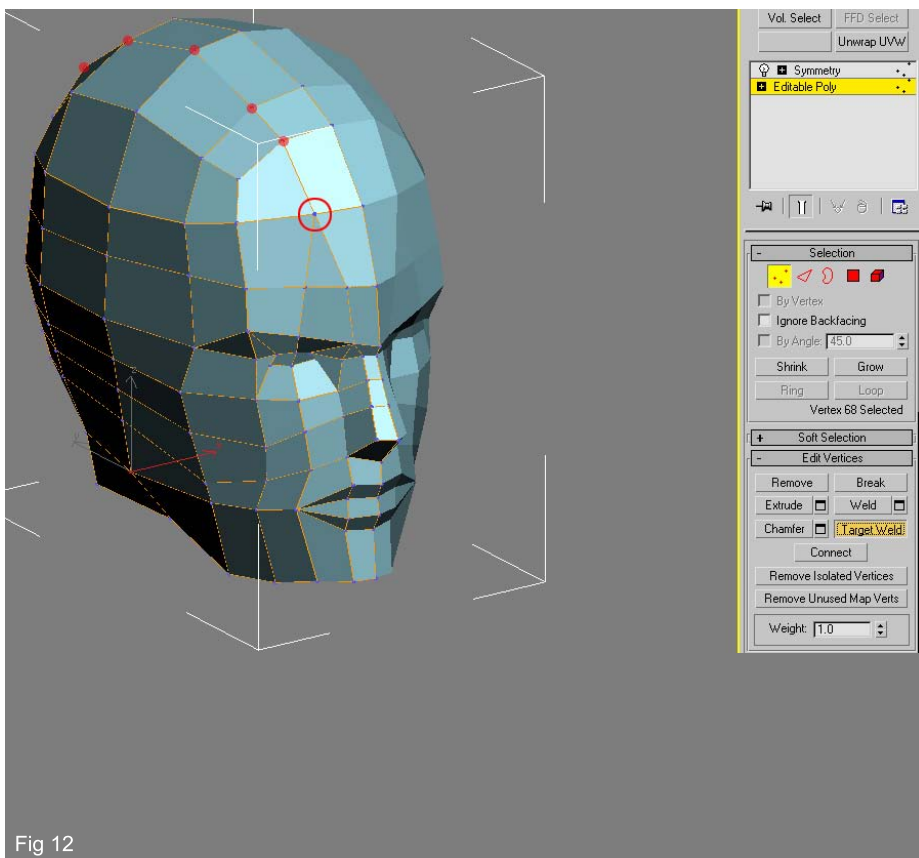 Vol. Select FFD Select
Unwrap UVW
Symmetry
Editable Poly
- Selection
By Vertex
Ignore Backfacing
By Angle: 45.0
Shrink Grow
Ring Loop
Vertex 68 Selected
+ Soft Selection
- Edit Vertices
Remove Break
Extrude Weld
Chamfer Target Weld
Connect
Remove Isolated Vertices
Remove Unused Map Verts
Weight: 1.0
Fig 12